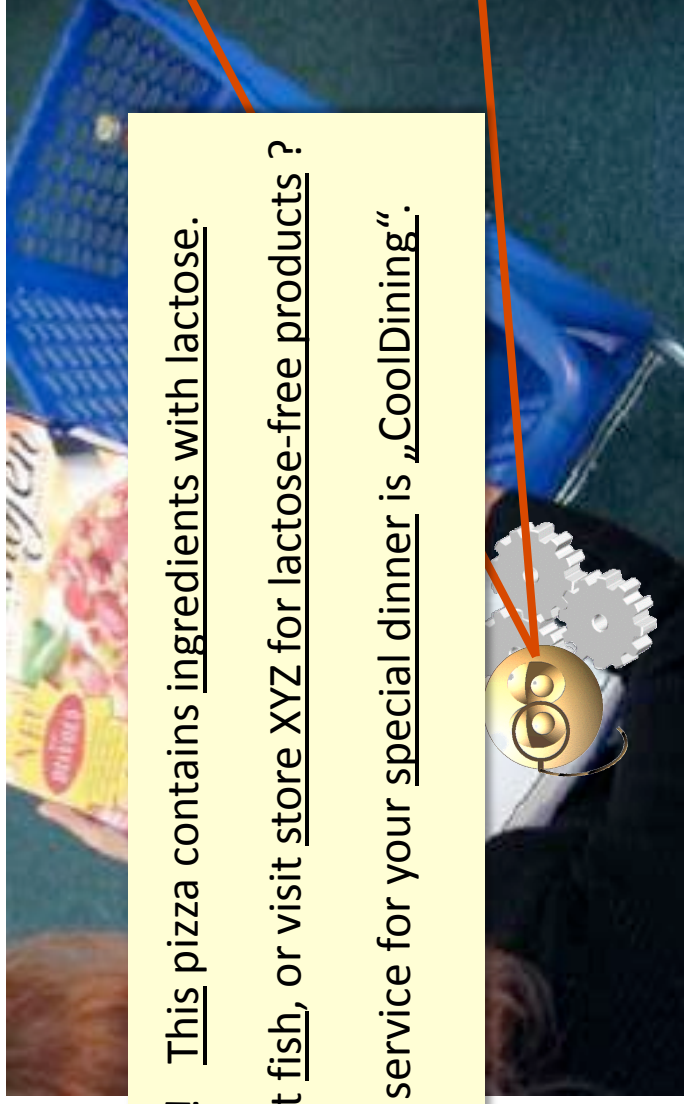 ! This pizza contains ingredients with lactose.
t fish, or visit store XYZ for lactose-free products ?
service for your special dinner is „CoolDining“.